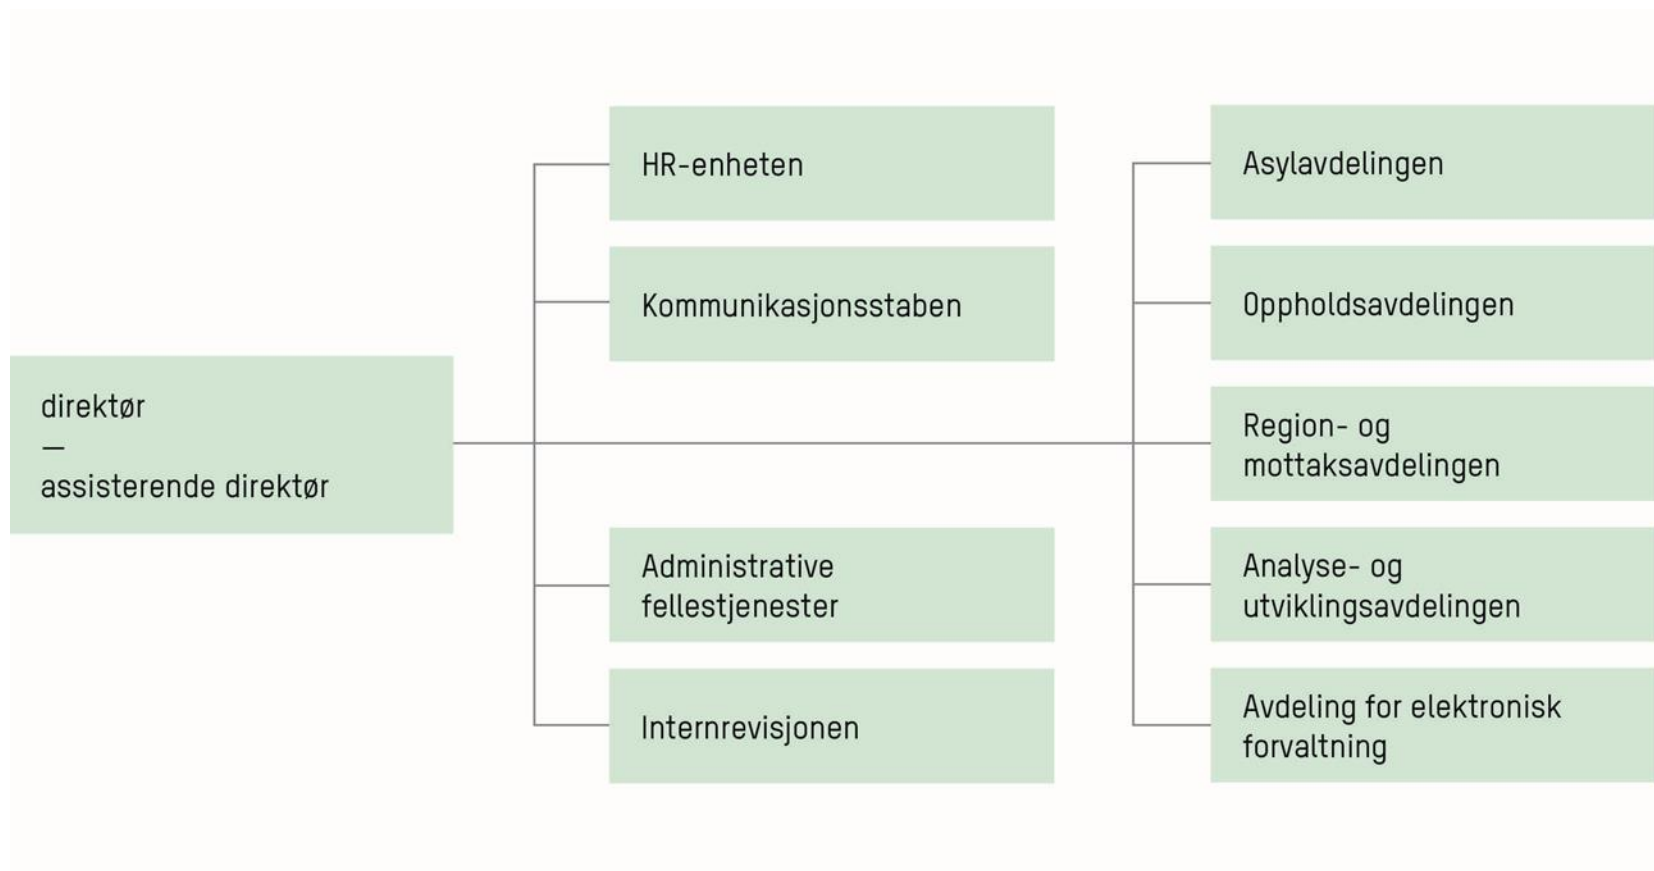 direktør
—
assisterende direktør
HR-enheten
Kommunikasjonsstaben
Administrative
fellestjenester
Internrevisjonen
Asylavdelingen
Oppholdsavdelingen
Region- og
mottaksavdelingen
Analyse- og
utviklingsavdelingen
Avdeling for elektronisk
forvaltning